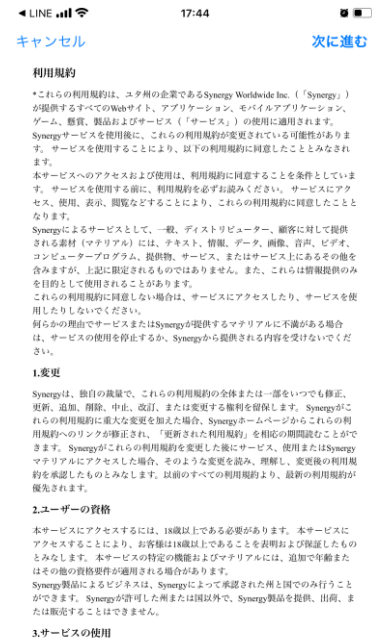 ◀ LINE 17:44
キャンセル 次に進む
利用規約
*これらの利用規約は、ユタ州の企業であるSynergy Worldwide Inc.（「Synergy」）
が提供するすべてのWebサイト、アプリケーション、モバイルアプリケーション、
ゲーム、懸賞、製品およびサービス（「サービス」）の使用に適用されます。
Synergyサービスを使用後に、これらの利用規約が変更されている可能性がありま
す。 サービスを使用することにより、以下の利用規約に同意したこととみなされ
ます。
本サービスへのアクセスおよび使用は、利用規約に同意することを条件としていま
す。 サービスを使用する前に、利用規約を必ずお読みください。 サービスにアク
セス、使用、表示、閲覧などすることにより、これらの利用規約に同意したことと
なります。
Synergyによるサービスとして、一般、ディストリビューター、顧客に対して提供
される素材（マテリアル）には、テキスト、情報、データ、画像、音声、ビデオ、
コンピュータープログラム、提供物、サービス、またはサービス上にあるその他を
含みますが、上記に限定されるものではありません。また、これらは情報提供のみ
を目的として使用されることがあります。
これらの利用規約に同意しない場合は、サービスにアクセスしたり、サービスを使
用したりしないでください。
何らかの理由でサービスまたはSynergyが提供するマテリアルに不満がある場合
は、サービスの使用を停止するか、Synergyから提供される内容を受けないでくだ
さい。
1.変更
Synergyは、独自の裁量で、これらの利用規約の全体または一部をいつでも修正、
更新、追加、削除、中止、改訂、または変更する権利を留保します。 Synergyがこ
れらの利用規約に重大な変更を加えた場合、Synergyホームページからこれらの利
用規約へのリンクが修正され、「更新された利用規約」を相応の期間読むことがで
きます。 Synergyがこれらの利用規約を変更した後にサービス、使用またはSynergy
マテリアルにアクセスした場合、そのような変更を読み、理解し、変更後の利用規
約を承認したものとみなします。以前のすべての利用規約より、最新の利用規約が
優先されます。
2.ユーザーの資格
本サービスにアクセスするには、18歳以上である必要があります。 本サービスに
アクセスすることにより、お客様は18歳以上であることを表明および保証したもの
とみなします。 本サービスの特定の機能およびマテリアルには、追加で年齢また
はその他の資格要件が適用される場合があります。
Synergy製品によるビジネスは、Synergyによって承認された州と国でのみ行うこと
ができます。 Synergyが許可した州または国以外で、Synergy製品を提供、出荷、ま
たは販売することはできません。
3.サービスの使用